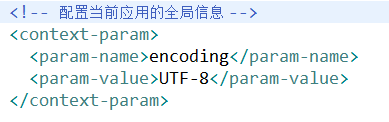 <!-- 配置当前应用的全局信息 -->
<context-param>
<param-name>encoding</param-name>
<param-value>UTF-8</param-value>
</context-param>